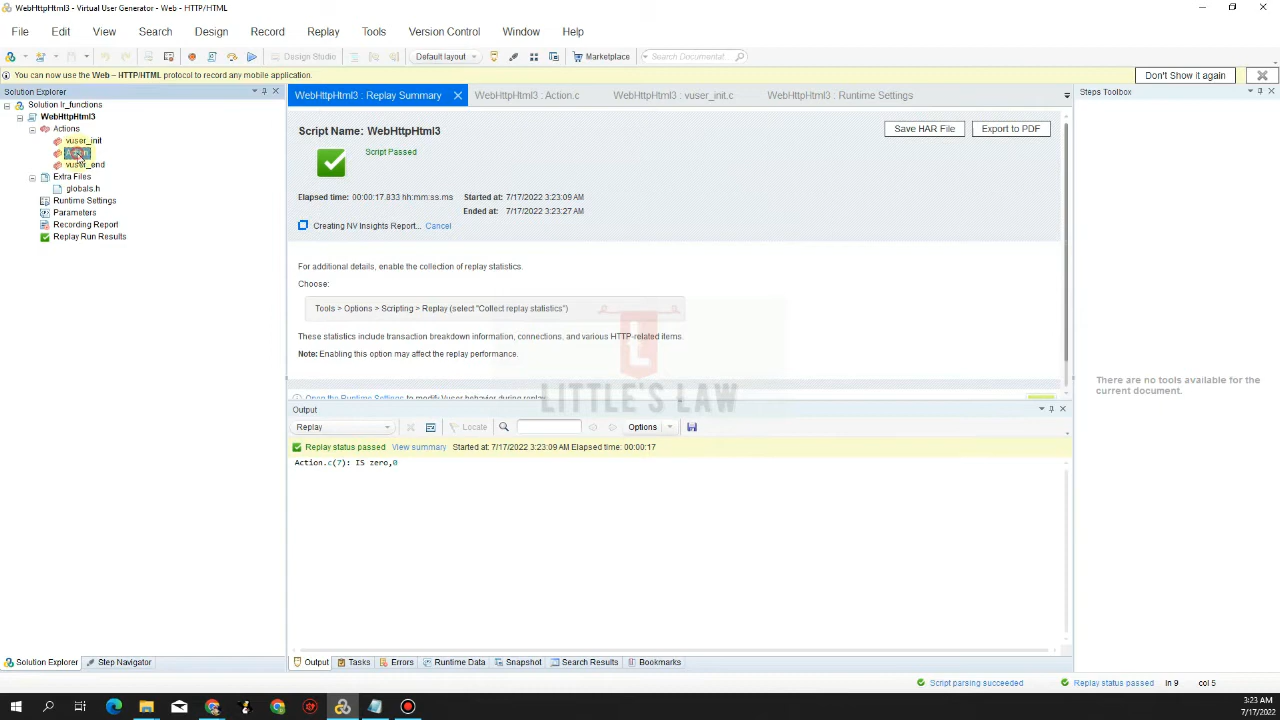 WebHttpHtml3 - Virtual User Generator - Web - HTTP/HTML
File Edit View Search Design Record Replay Tools Version Control Window Help
Design Studio Default layout Marketplace Search Documentat
You can now use the Web – HTTP/HTML protocol to record any mobile application. Don't Show it again
Solution Explorer
Solution lr_functions
WebHttpHtml3
Actions
vuser_init
vuser_end
Extra Files
globals.h
Runtime Settings
Parameters
Recording Report
Replay Run Results
Solution Explorer Step Navigator
WebHttpHtml3 : Replay Summary WebHttpHtml3 : Action.c WebHttpHtml3 : vuser_init.c WebHttpHtml3 : Runtime Settings
Script Name: WebHttpHtml3
Save HAR File Export to PDF
Script Passed
Elapsed time: 00:00:17.833 hh:mm:ss.ms Started at: 7/17/2022 3:23:09 AM
Ended at: 7/17/2022 3:23:27 AM
Creating NV Insights Report... Cancel
For additional details, enable the collection of replay statistics.
Choose:
Tools > Options > Scripting > Replay (select "Collect replay statistics")
These statistics include transaction breakdown information, connections, and various HTTP-related items.
Note: Enabling this option may affect the replay performance.
Open the Runtime Settings to modify Vuser behavior during replay.
LITTLE'S LAW
Output
Replay Locate Options
Replay status passed View summary Started at: 7/17/2022 3:23:09 AM Elapsed time: 00:00:17
Action.c(7): IS zero,0
Output Tasks Errors Runtime Data Snapshot Search Results Bookmarks
Steps Toolbox
There are no tools available for the
current document.
Script parsing succeeded Replay status passed ln 9 col 5
3:23 AM
7/17/2022